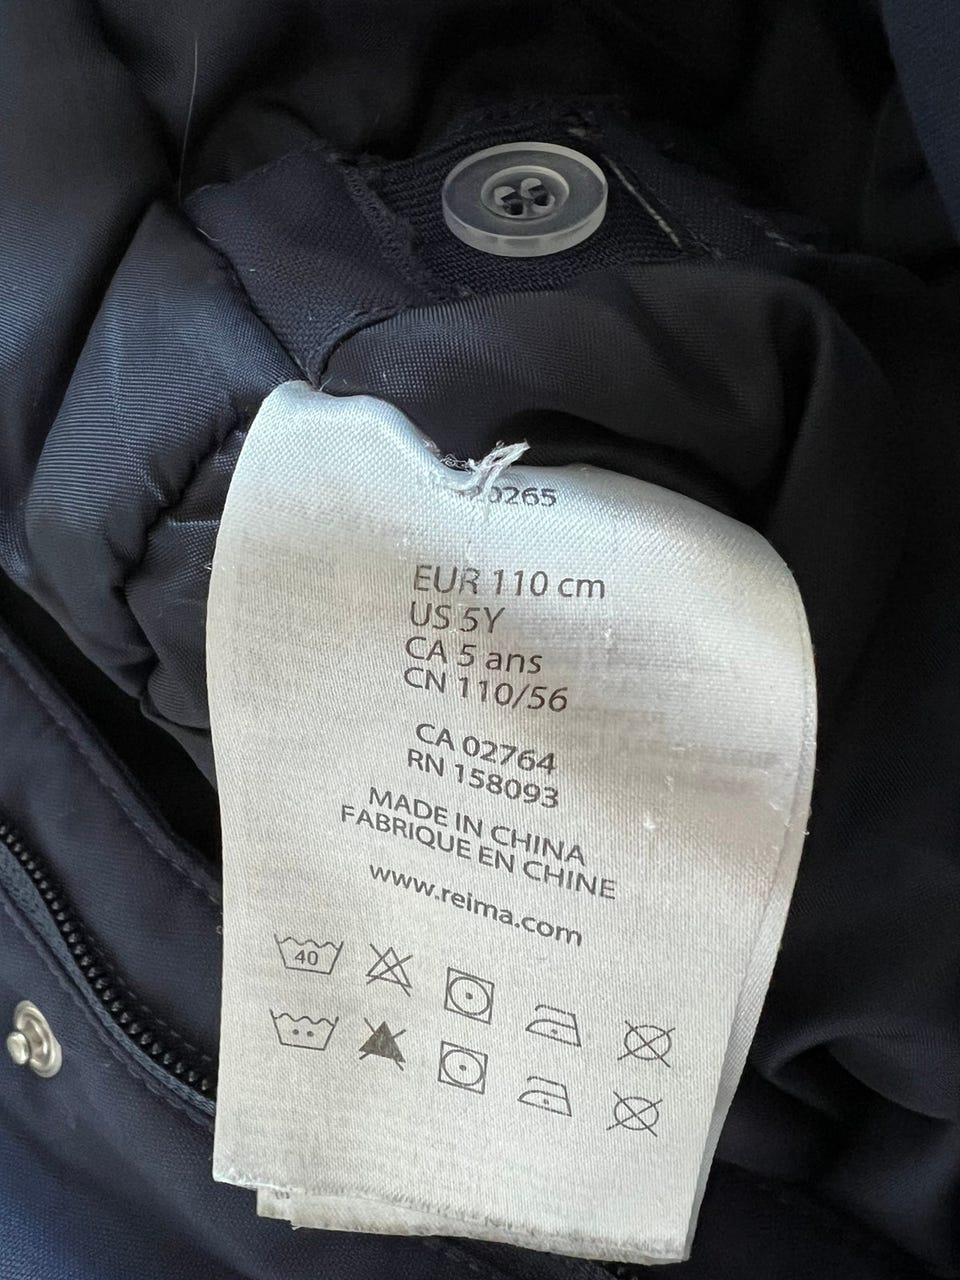 EUR 110 cm
US 5Y
CA 5 ans
CN 110/56
CA 02764
RN 158093
MADE IN CHINA
FABRIQUE EN CHINE
www.reima.com
40